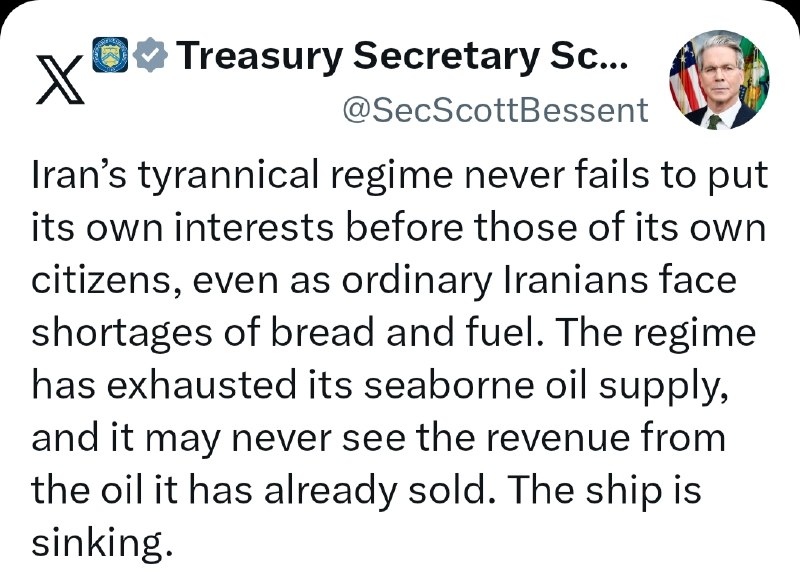 Treasury Secretary Sc...
@SecScottBessent
Iran’s tyrannical regime never fails to put
its own interests before those of its own
citizens, even as ordinary Iranians face
shortages of bread and fuel. The regime
has exhausted its seaborne oil supply,
and it may never see the revenue from
the oil it has already sold. The ship is
sinking.